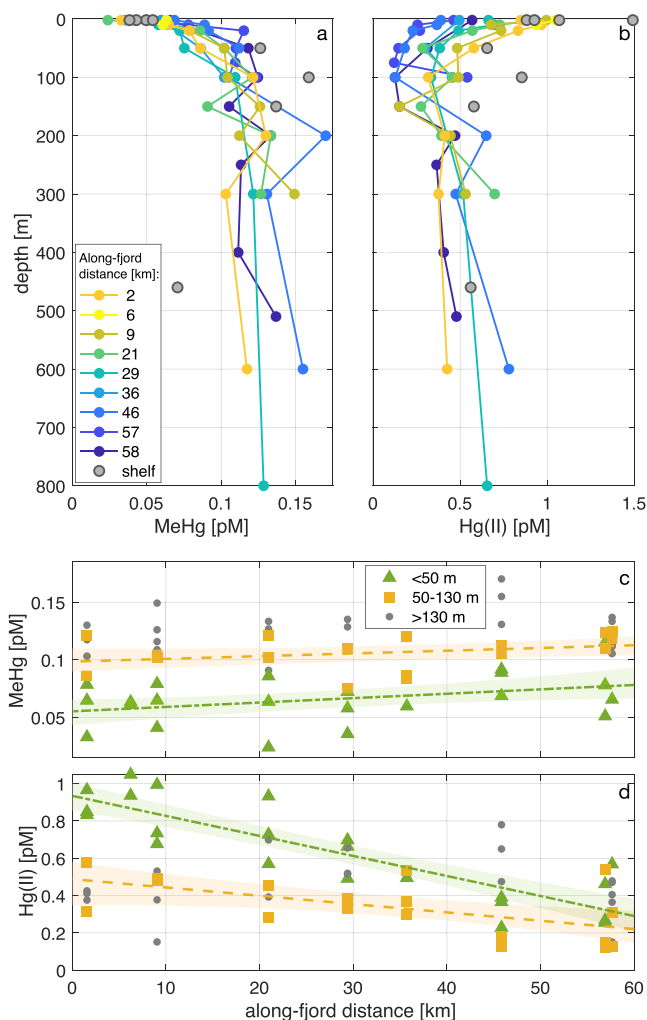 a
b
0
100
200
300
400
500
600
700
800
depth [m]
Along-fjord
distance [km]:
2
6
9
21
29
36
46
57
58
shelf
0 0.05 0.1 0.15
MeHg [pM]
0 0.5 1 1.5
Hg(II) [pM]
c
<50 m
50-130 m
>130 m
0.15
0.1
0.05
MeHg [pM]
d
1
0.8
0.6
0.4
0.2
0
Hg(II) [pM]
0 10 20 30 40 50 60
along-fjord distance [km]